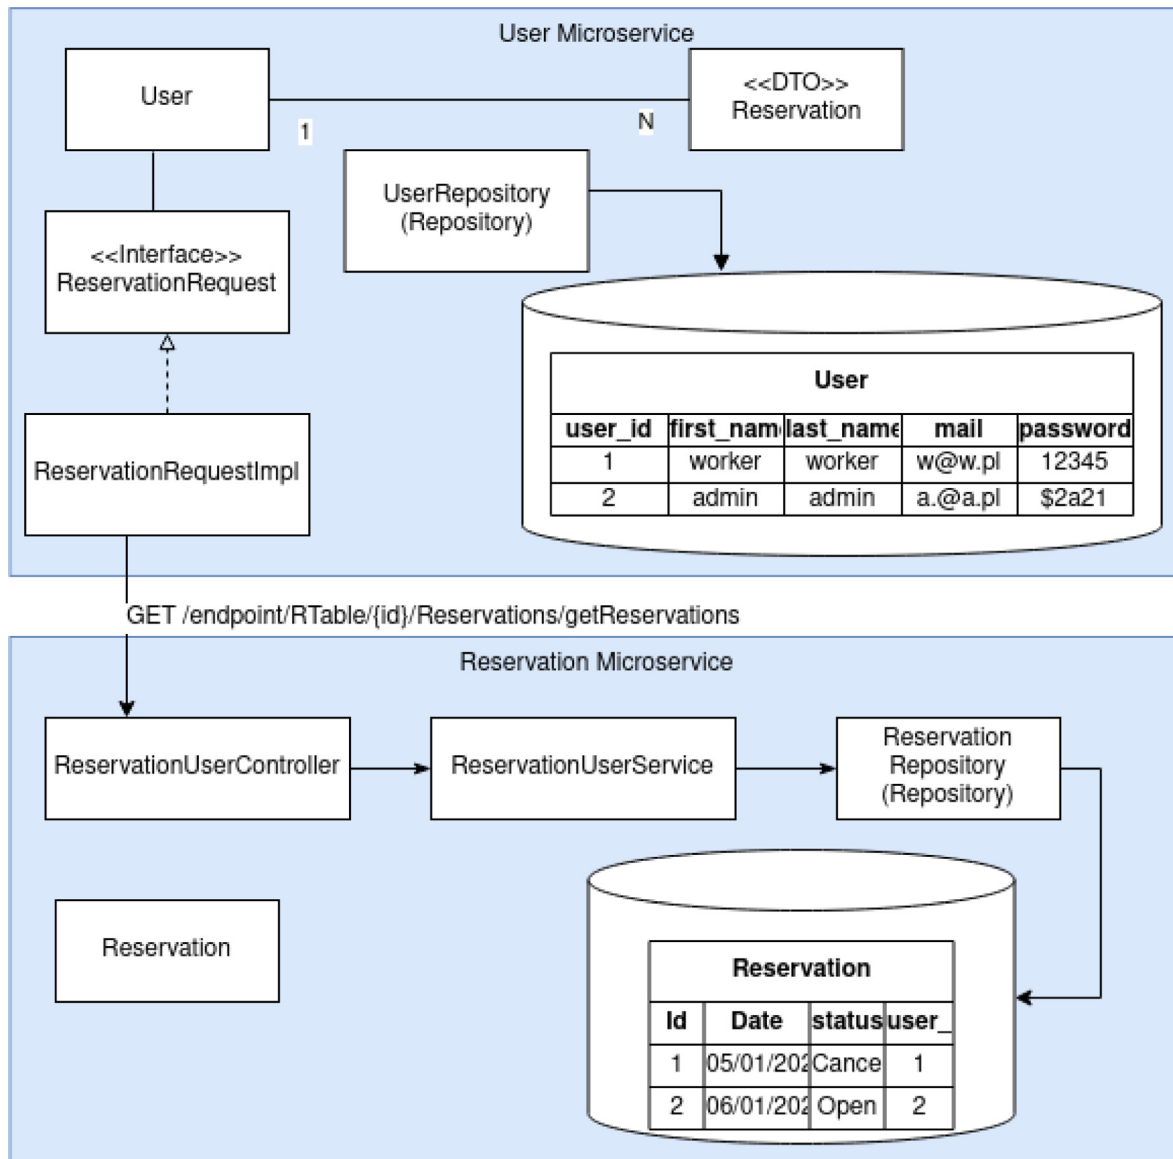 User Microservice
User
<<DTO>>
Reservation
1
N
UserRepository
(Repository)
<<Interface>>
ReservationRequest
ReservationRequestImpl
User
user_id first_nam last_name mail password
1 worker worker w@w.pl 12345
2 admin admin a.@a.pl $2a21
GET /endpoint/RTable/{id}/Reservations/getReservations
Reservation Microservice
ReservationUserController
ReservationUserService
Reservation
Repository
(Repository)
Reservation
Reservation
Id Date status user_
1 05/01/202 Cance 1
2 06/01/202 Open 2